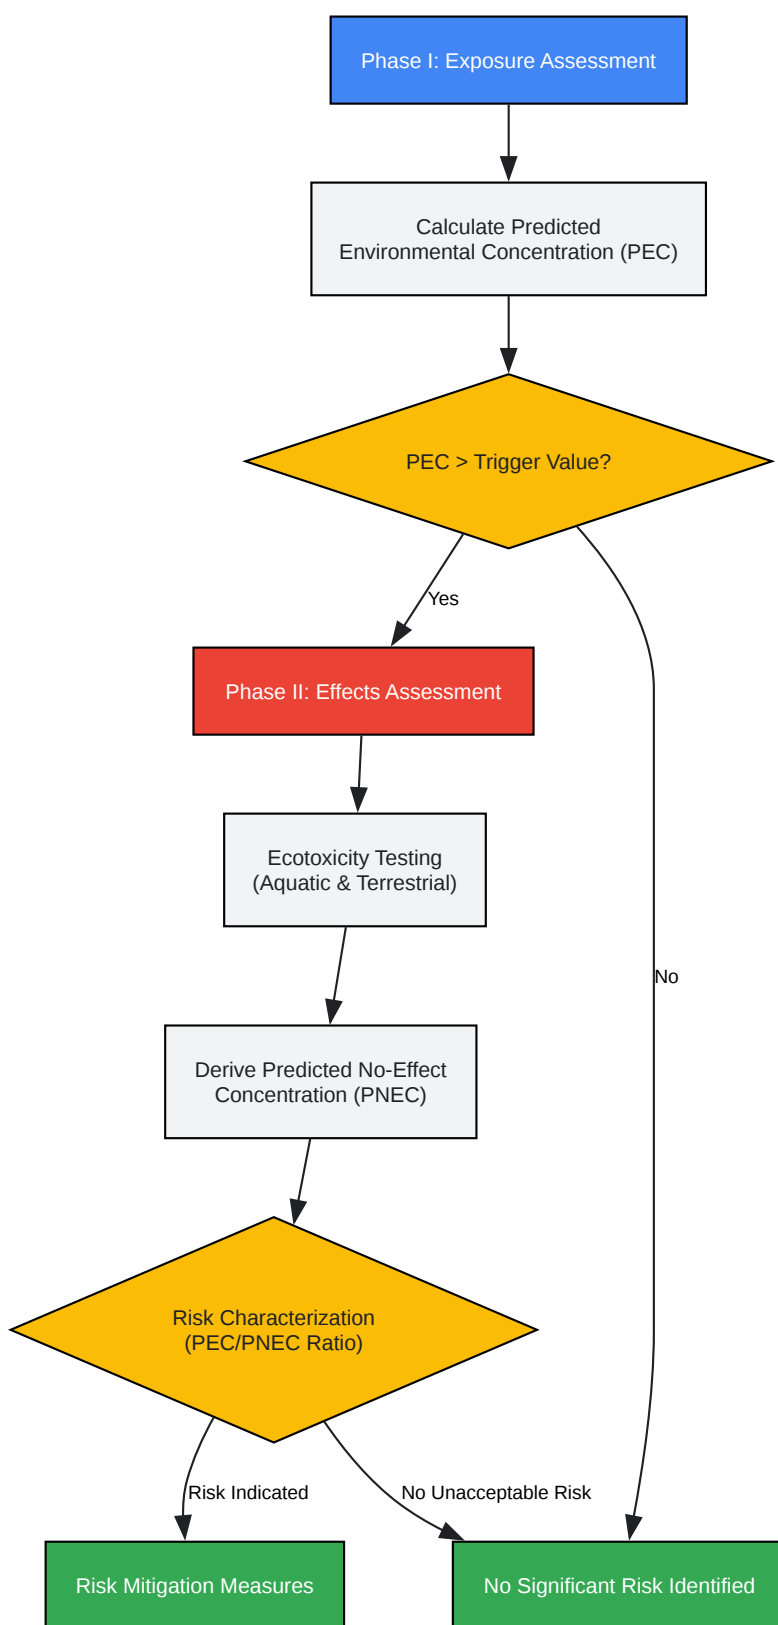 Phase I: Exposure Assessment
Calculate Predicted
Environmental Concentration (PEC)
PEC > Trigger Value?
Yes
Phase II: Effects Assessment
Ecotoxicity Testing
(Aquatic & Terrestrial)
No
Derive Predicted No-Effect
Concentration (PNEC)
Risk Characterization
(PEC/PNEC Ratio)
Risk Indicated
No Unacceptable Risk
Risk Mitigation Measures
No Significant Risk Identified